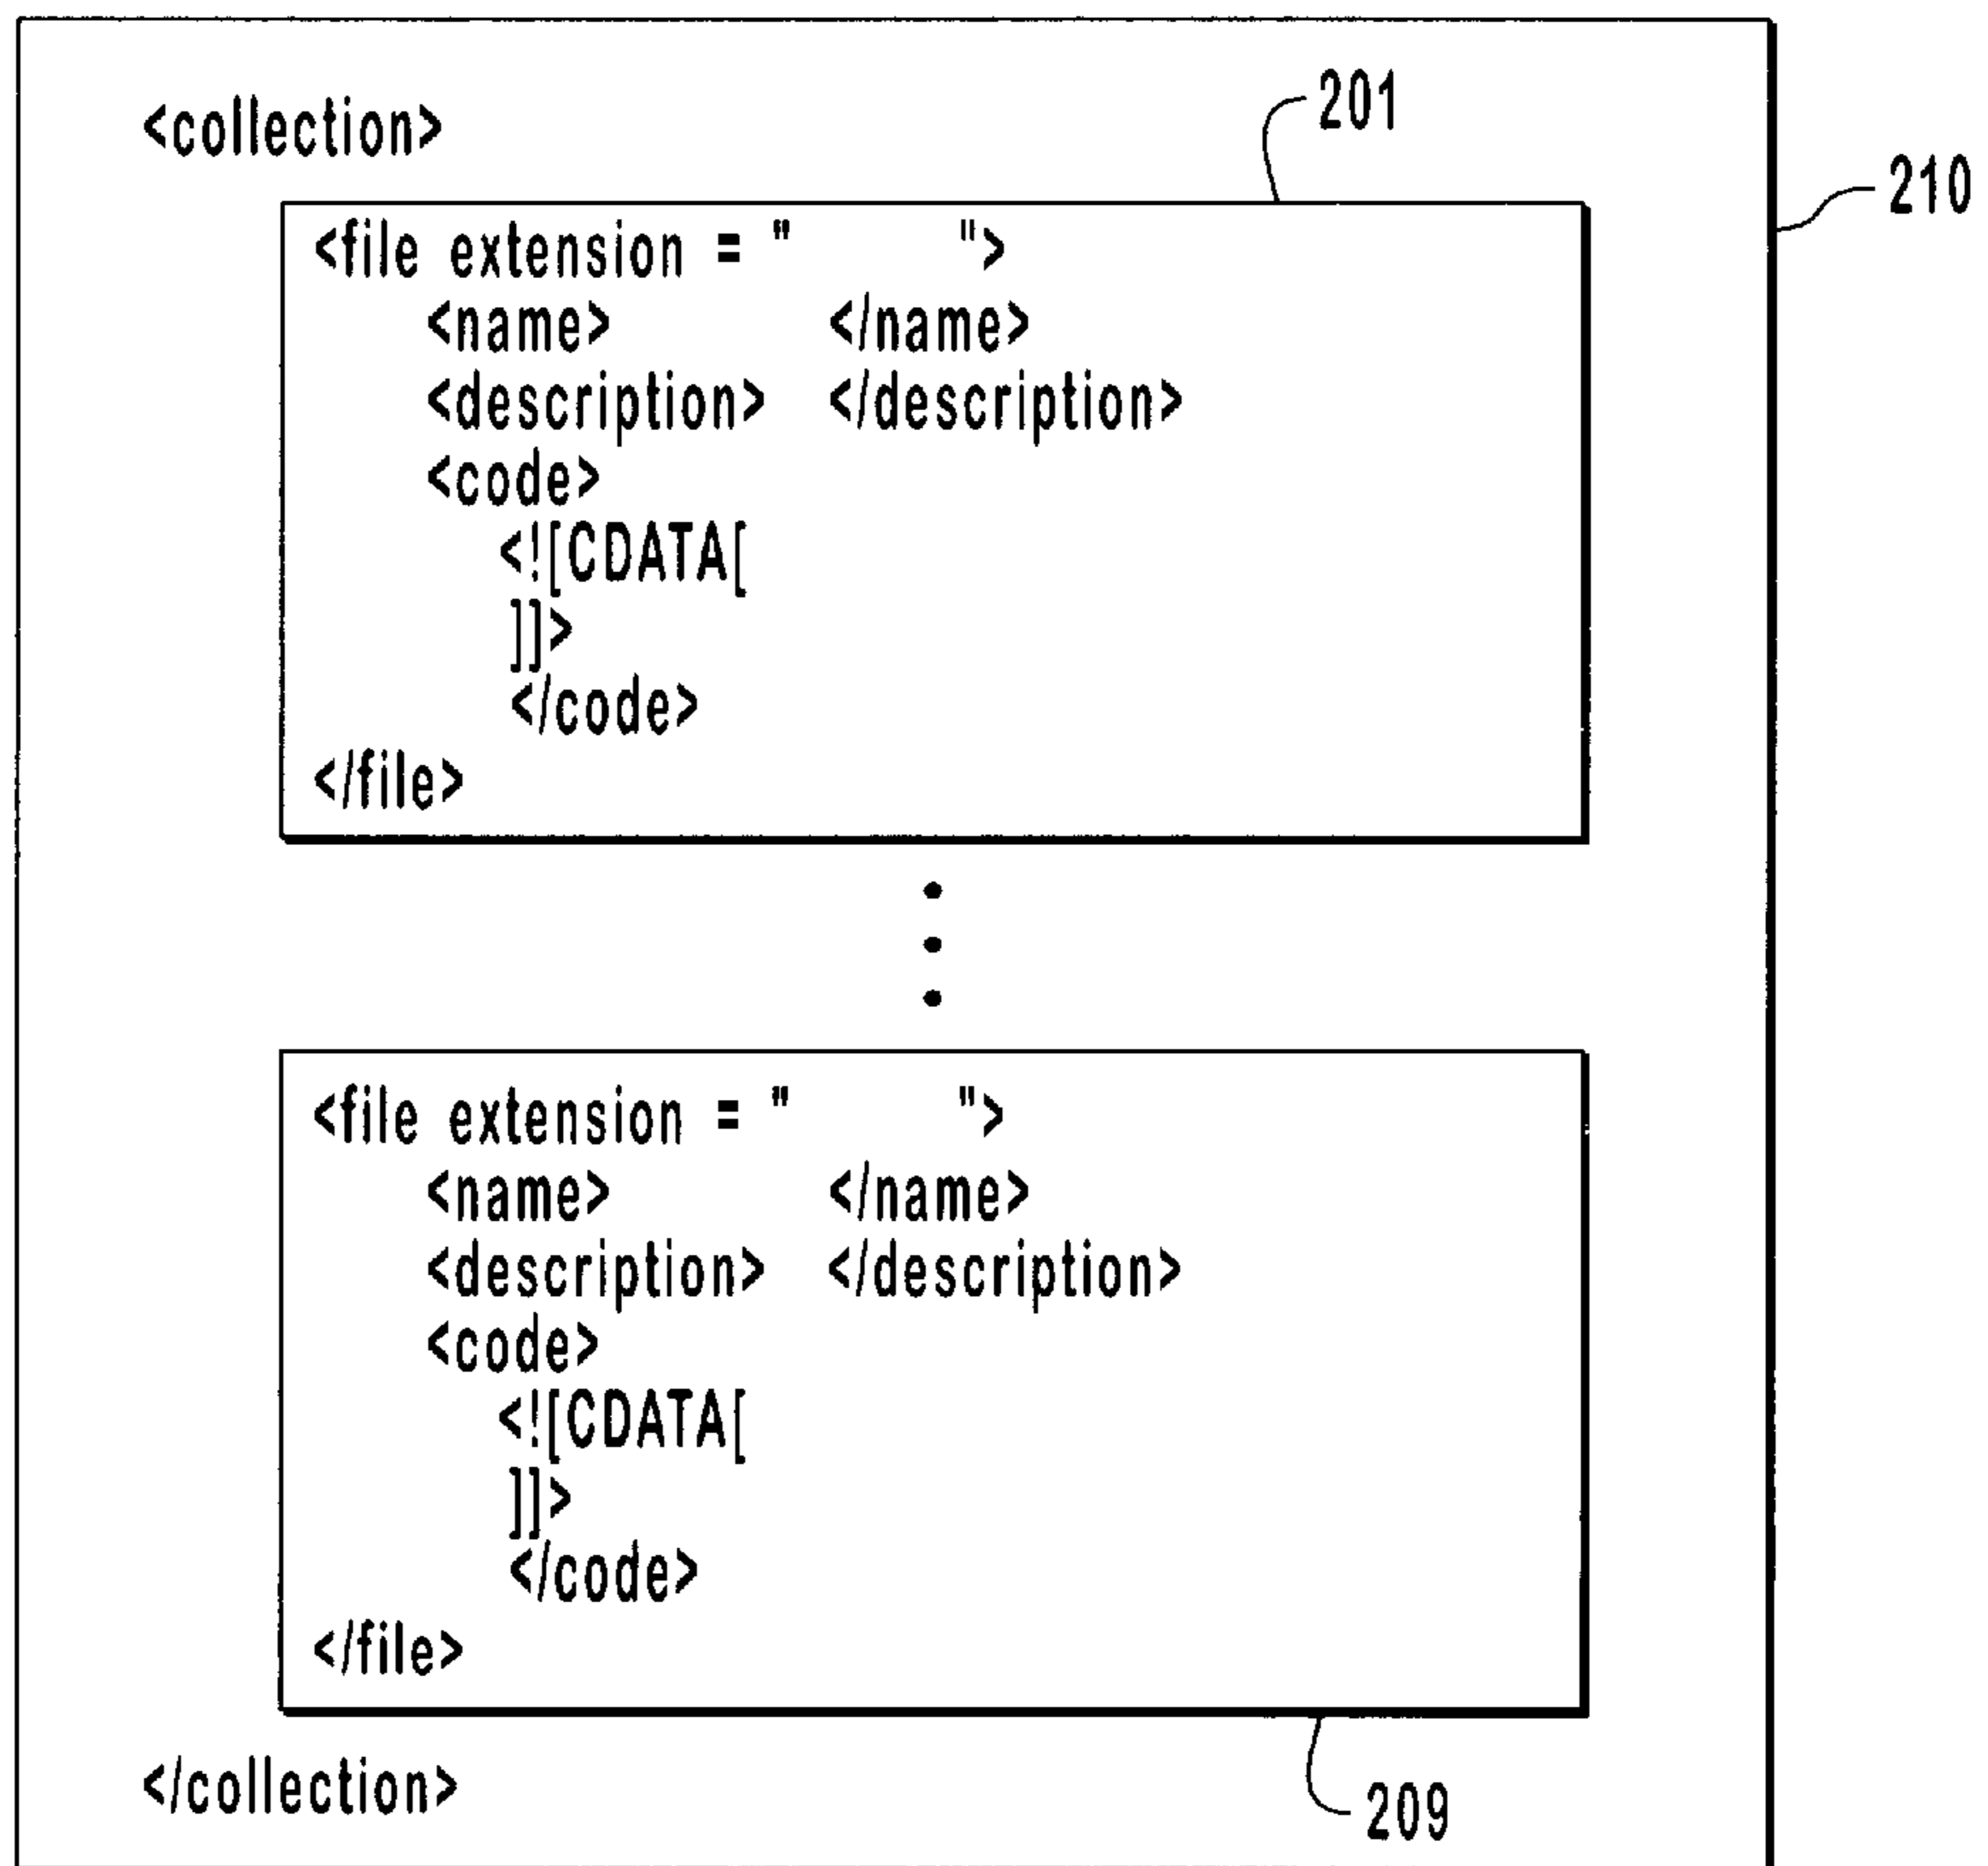 <collection>
201
210
<file extension = " ">
<name> </name>
<description> </description>
<code>
<![CDATA[
]]>
</code>
</file>
<file extension = " ">
<name> </name>
<description> </description>
<code>
<![CDATA[
]]>
</code>
</file>
</collection>
209